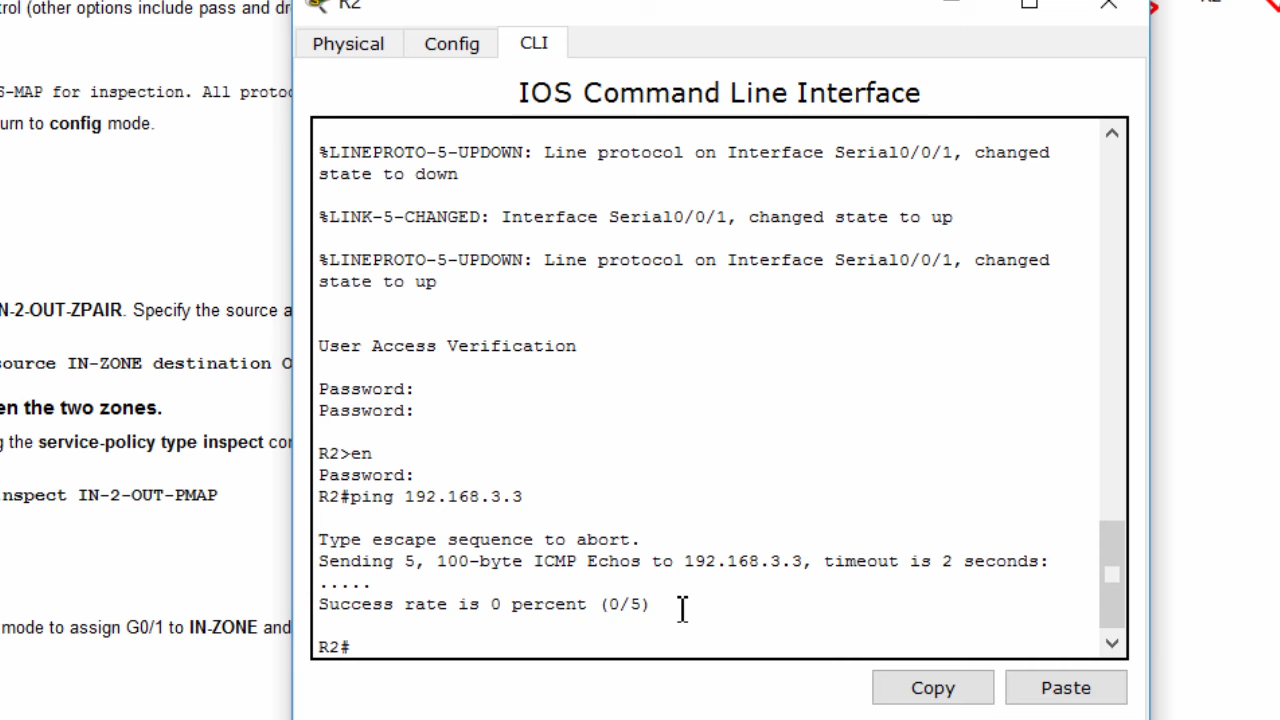 trol (other options include pass and dr
R2
R2
Physical
Config
CLI
IOS Command Line Interface
S-MAP for inspection. All protoc
urn to config mode.
%LINEPROTO-5-UPDOWN: Line protocol on Interface Serial0/0/1, changed
state to down
%LINK-5-CHANGED: Interface Serial0/0/1, changed state to up
%LINEPROTO-5-UPDOWN: Line protocol on Interface Serial0/0/1, changed
state to up
N-2-OUT-ZPAIR. Specify the source a
User Access Verification
source IN-ZONE destination O
Password:
Password:
en the two zones.
g the service-policy type inspect con
R2>en
Password:
R2#ping 192.168.3.3
nspect IN-2-OUT-PMAP
Type escape sequence to abort.
Sending 5, 100-byte ICMP Echos to 192.168.3.3, timeout is 2 seconds:
.....
Success rate is 0 percent (0/5)
mode to assign G0/1 to IN-ZONE and
R2#
Copy
Paste